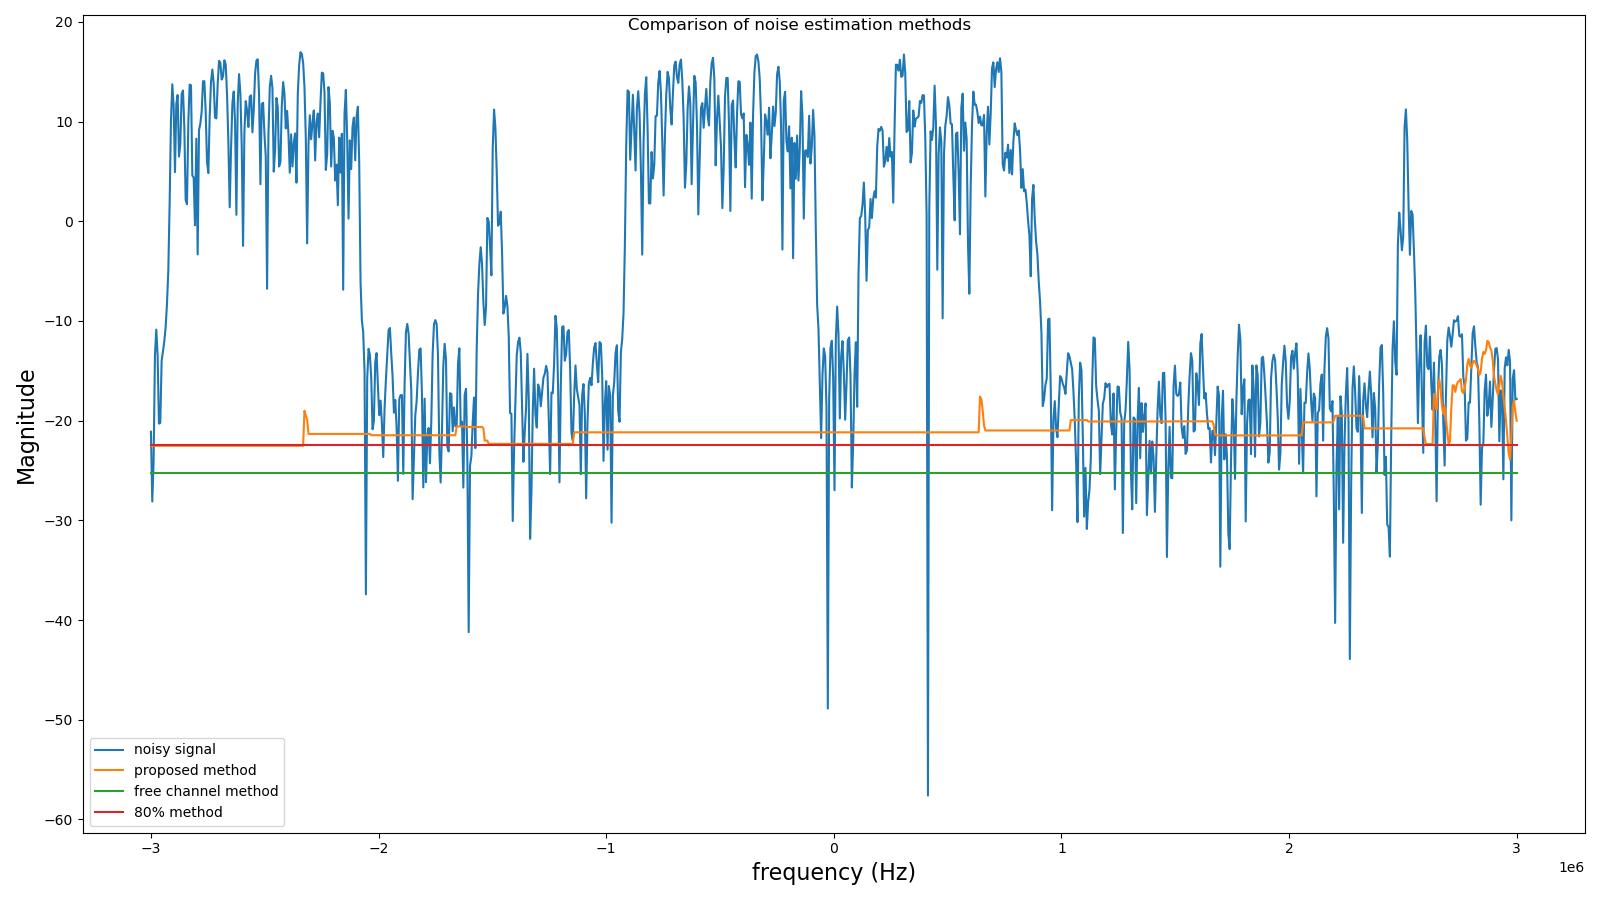 Comparison of noise estimation methods
20
10
0
−10
−20
−30
−40
−50
−60
Magnitude
noisy signal
proposed method
free channel method
80% method
−3 −2 −1 0 1 2 3
1e6
frequency (Hz)